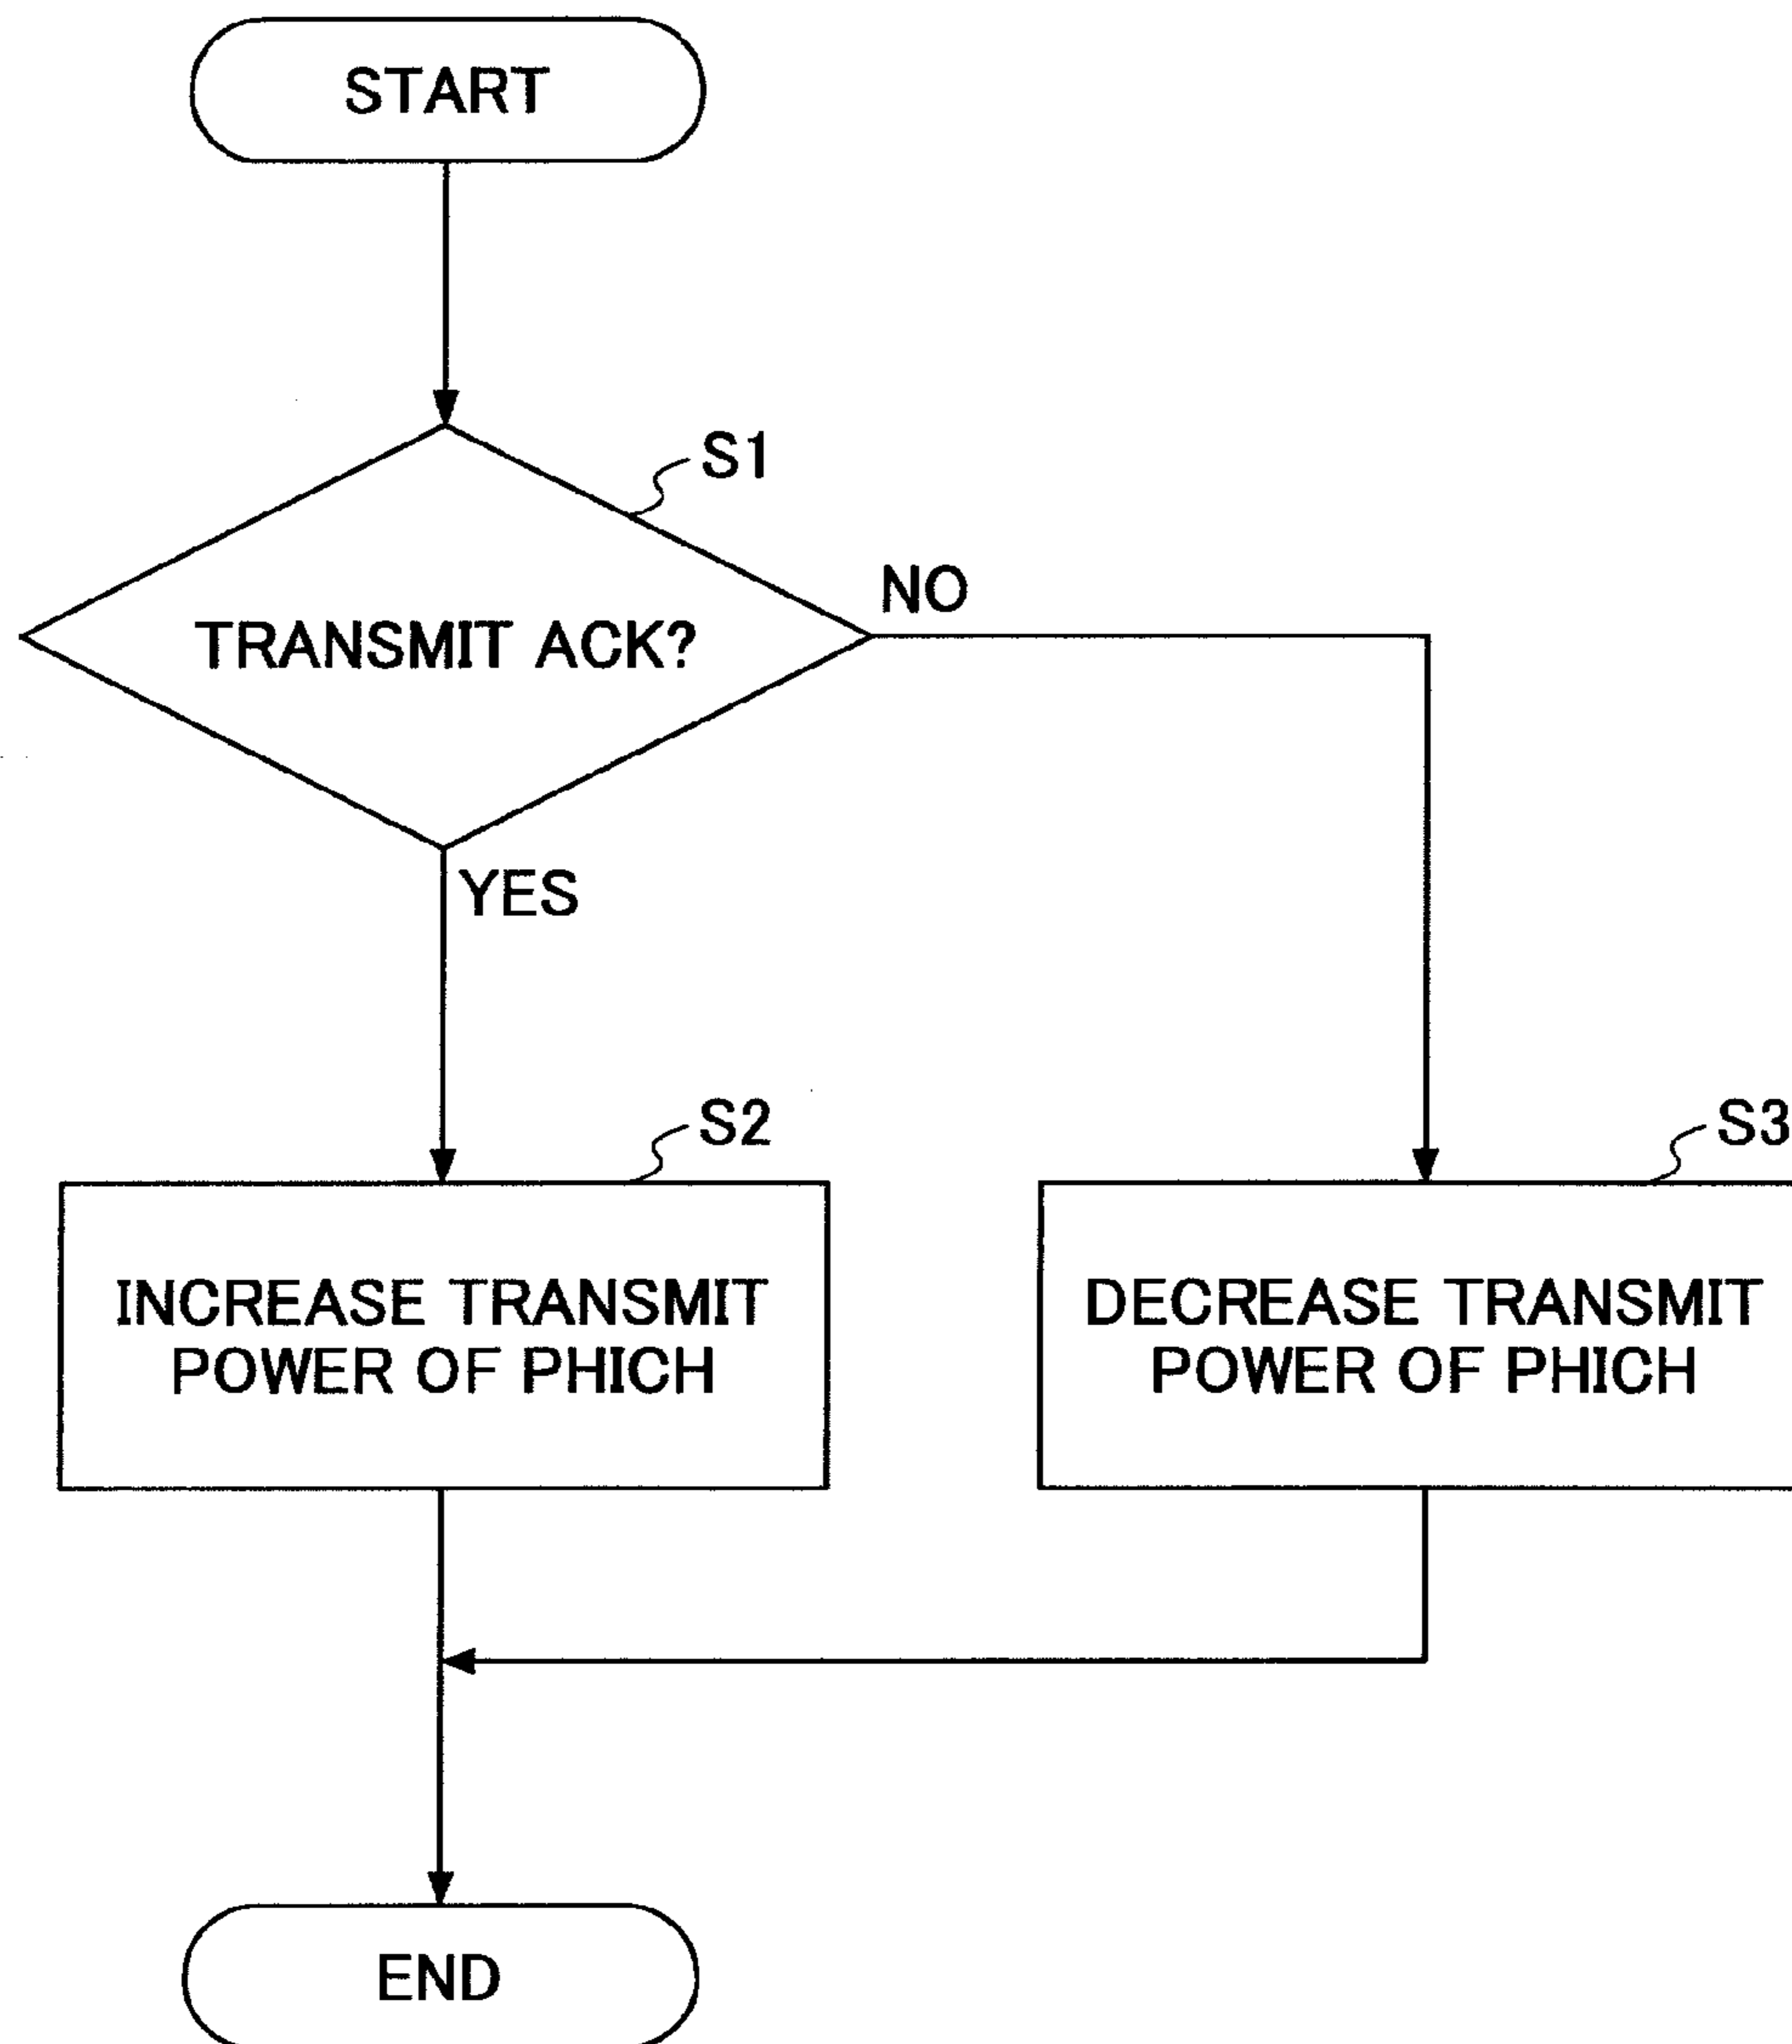 START
S1
TRANSMIT ACK?
NO
YES
S2
INCREASE TRANSMIT
POWER OF PHICH
S3
DECREASE TRANSMIT
POWER OF PHICH
END